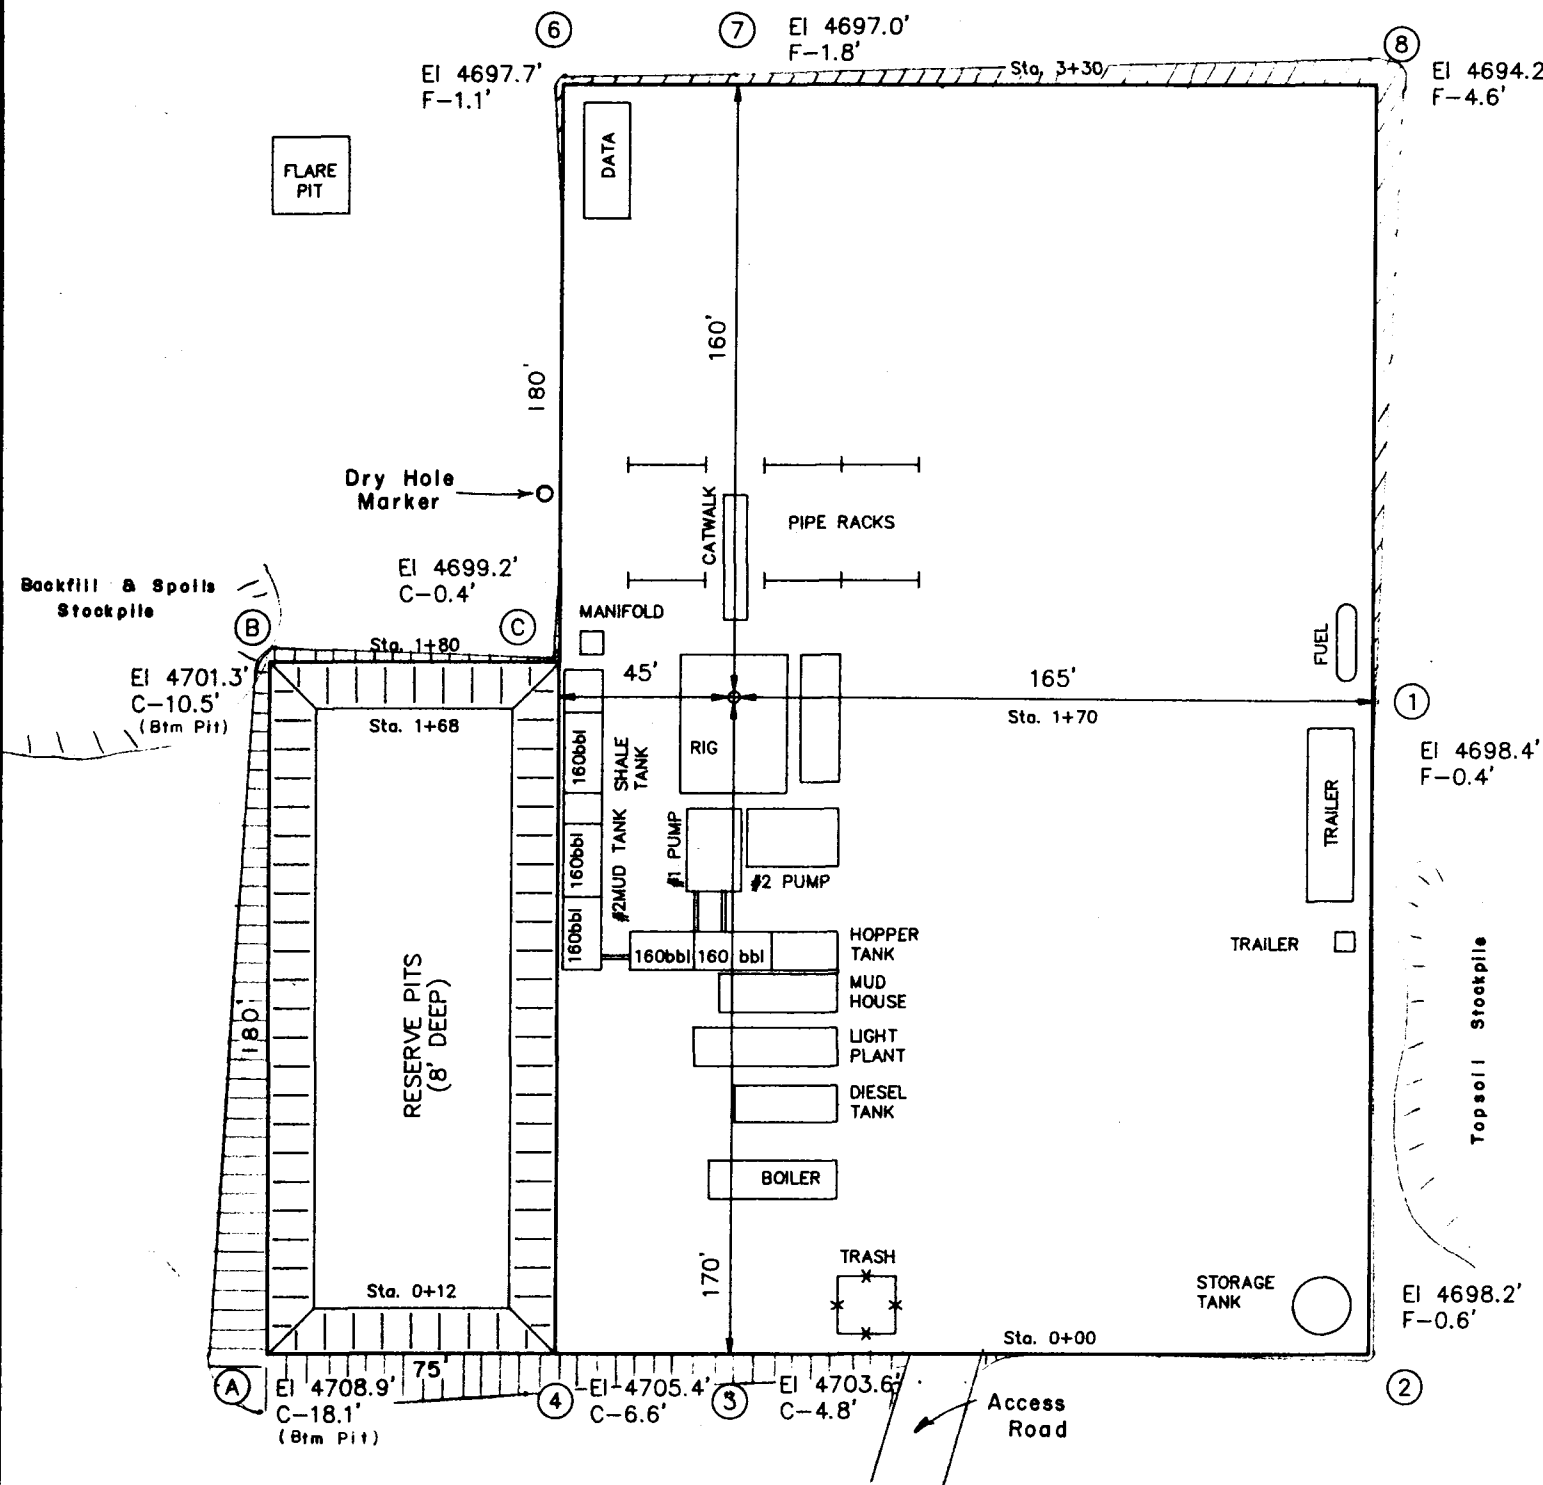 6
7
El 4697.0'
F-1.8'
8
El 4697.7'
F-1.1'
Sta. 3+30
El 4694.2
F-4.6'
FLARE
PIT
DATA
160'
180'
Dry Hole
Marker
CATWALK
PIPE RACKS
El 4699.2'
C-0.4'
Backfill & Spoils
Stockpile
MANIFOLD
B
C
Sta. 1+80
FUEL
El 4701.3'
C-10.5'
(Btm Pit)
45'
165'
1
Sta. 1+68
Sta. 1+70
RIG
160bbl
SHALE
TANK
El 4698.4'
F-0.4'
TRAILER
160bbl
#2MUD TANK
#1 PUMP
#2 PUMP
160bbl
160bbl
160 bbl
HOPPER
TANK
TRAILER
MUD
HOUSE
RESERVE PITS
(8' DEEP)
180'
LIGHT
PLANT
Topsoil Stockpile
DIESEL
TANK
BOILER
170'
TRASH
Sta. 0+12
STORAGE
TANK
El 4698.2'
F-0.6'
Sta. 0+00
75'
A
El 4708.9'
C-18.1'
(Btm Pit)
4
El 4705.4'
C-6.6'
3
El 4703.6'
C-4.8'
2
Access
Road